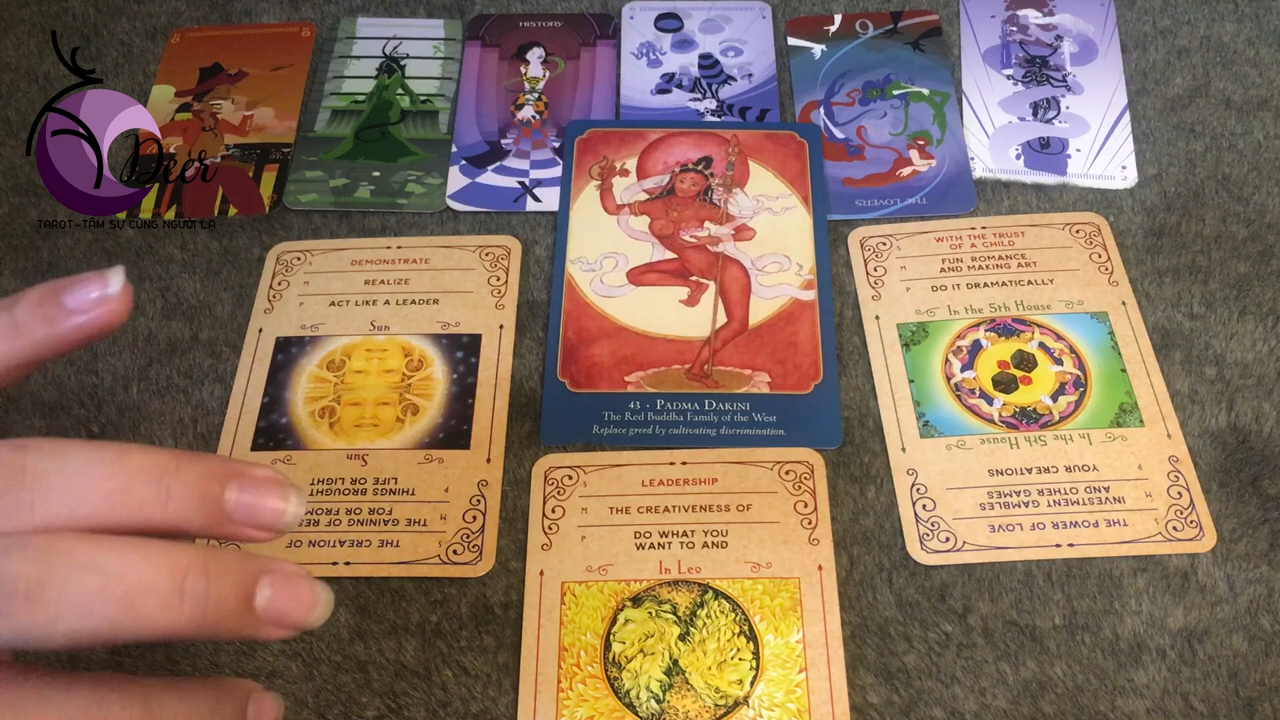 HISTORY
X
6
THE LOVERS
Deer
TAROT-TÂM SỰ CÙNG NGƯỜI LẠ
DEMONSTRATE
M REALIZE
P ACT LIKE A LEADER
Sun
Sun
LIFE OR LIGHT
P THINGS BROUGHT
FOR OR FROM
M THE GAINING OF RES
S THE CREATION OF
43 · PADMA DAKINI
The Red Buddha Family of the West
Replace greed by cultivating discrimination.
S WITH THE TRUST
OF A CHILD
M FUN, ROMANCE
AND MAKING ART
P DO IT DRAMATICALLY
In the 5th House
In the 5th House
P YOUR CREATIONS
M INVESTMENT GAMBLES
AND OTHER GAMES
S THE POWER OF LOVE
S LEADERSHIP
M THE CREATIVENESS OF
P DO WHAT YOU
WANT TO AND
In Leo